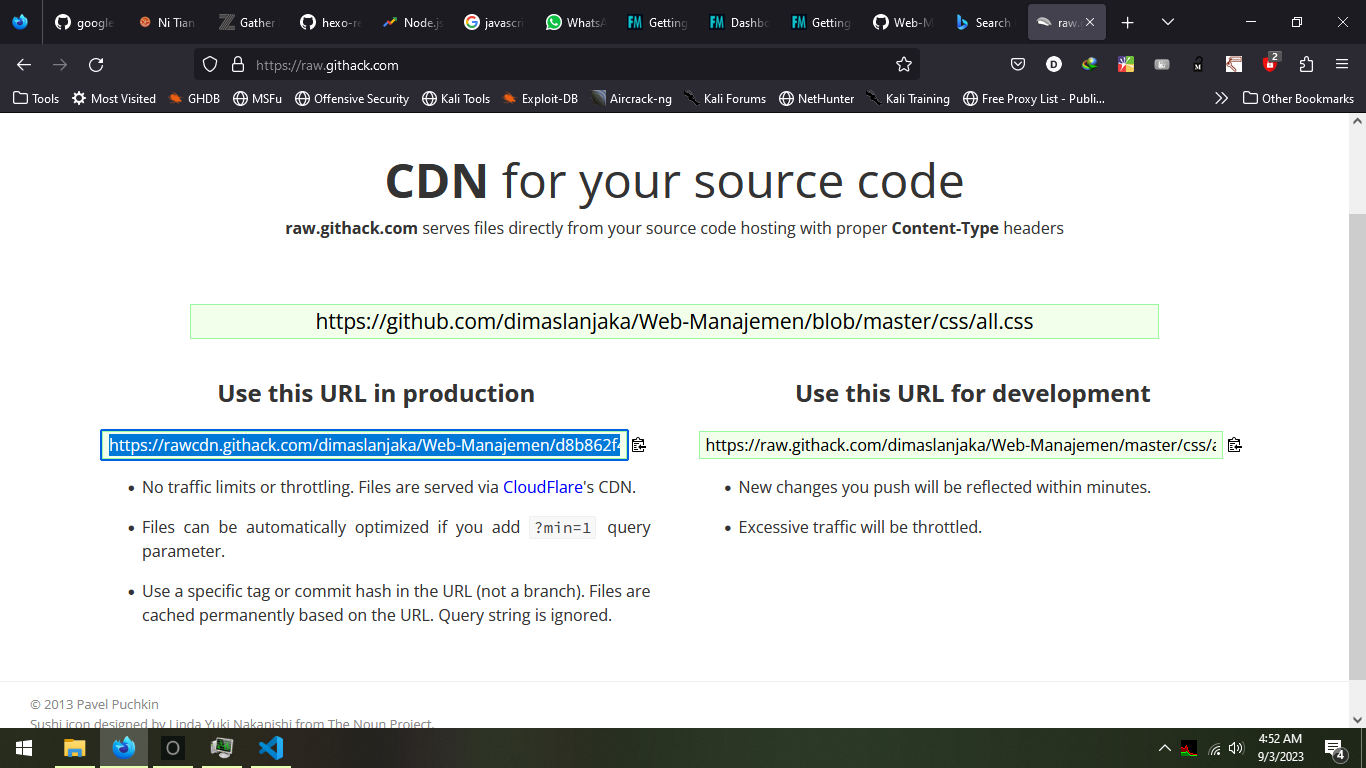 google
Ni Tian
Gather
hexo-re
Node.js
javascri
WhatsA
Getting
Dashbo
Getting
Web-M
Search
raw.g
https://raw.githack.com
2
Tools Most Visited GHDB MSFu Offensive Security Kali Tools Exploit-DB Aircrack-ng Kali Forums NetHunter Kali Training Free Proxy List - Publi... Other Bookmarks
CDN for your source code
raw.githack.com serves files directly from your source code hosting with proper Content-Type headers
https://github.com/dimaslanjaka/Web-Manajemen/blob/master/css/all.css
Use this URL in production
https://rawcdn.githack.com/dimaslanjaka/Web-Manajemen/d8b862f4
• No traffic limits or throttling. Files are served via CloudFlare's CDN.
• Files can be automatically optimized if you add ?min=1 query
parameter.
• Use a specific tag or commit hash in the URL (not a branch). Files are
cached permanently based on the URL. Query string is ignored.
Use this URL for development
https://raw.githack.com/dimaslanjaka/Web-Manajemen/master/css/a
• New changes you push will be reflected within minutes.
• Excessive traffic will be throttled.
© 2013 Pavel Puchkin
Sushi icon designed by Linda Yuki Nakanishi from The Noun Project.
4:52 AM
9/3/2023
4